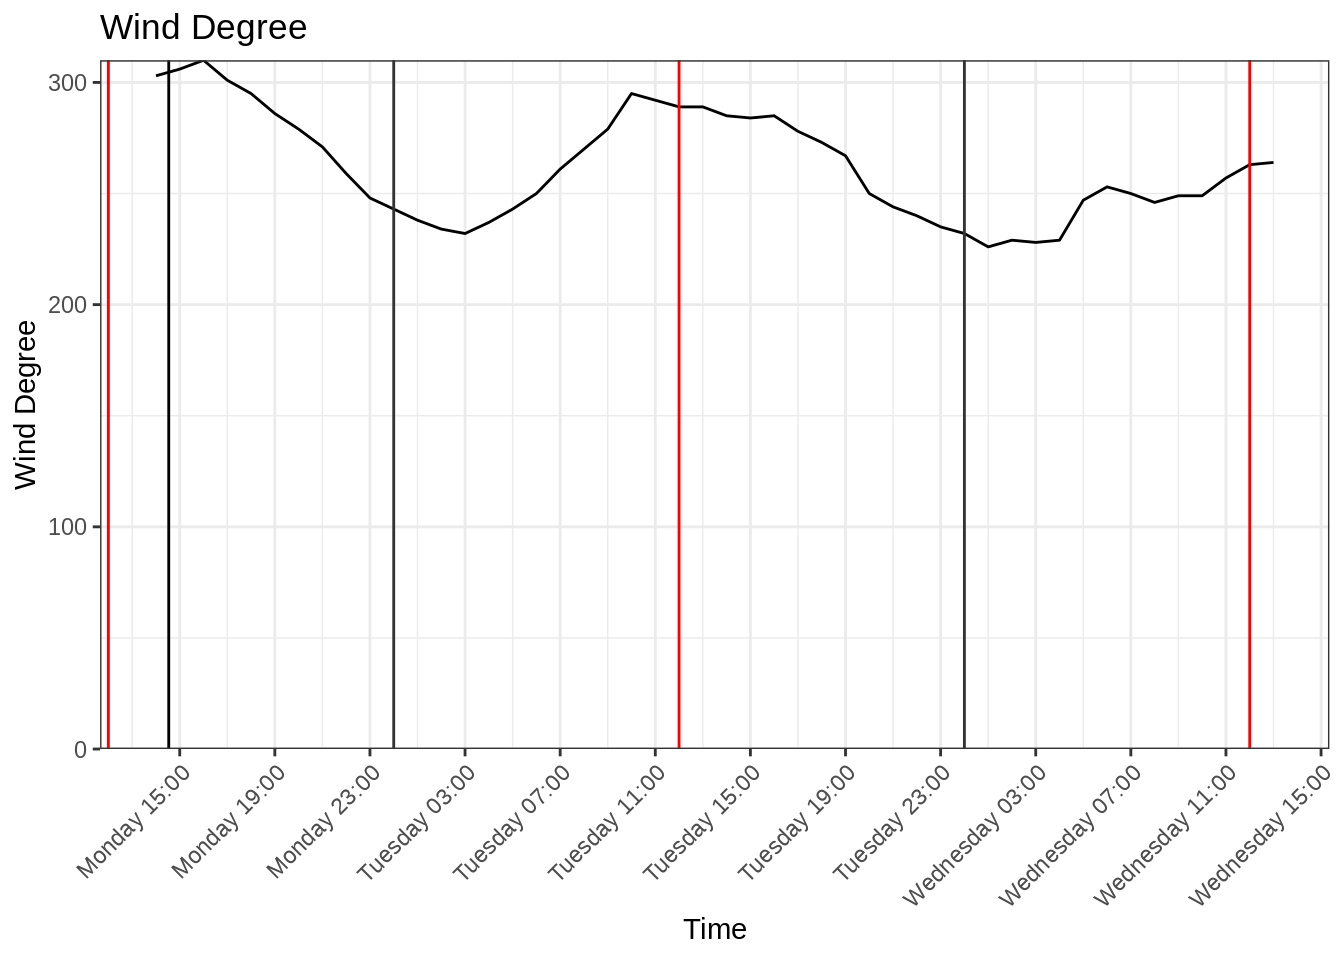 Wind Degree
Wind Degree
300
200
100
0
Monday 15:00
Monday 19:00
Monday 23:00
Tuesday 03:00
Tuesday 07:00
Tuesday 11:00
Tuesday 15:00
Tuesday 19:00
Tuesday 23:00
Wednesday 03:00
Wednesday 07:00
Wednesday 11:00
Wednesday 15:00
Time